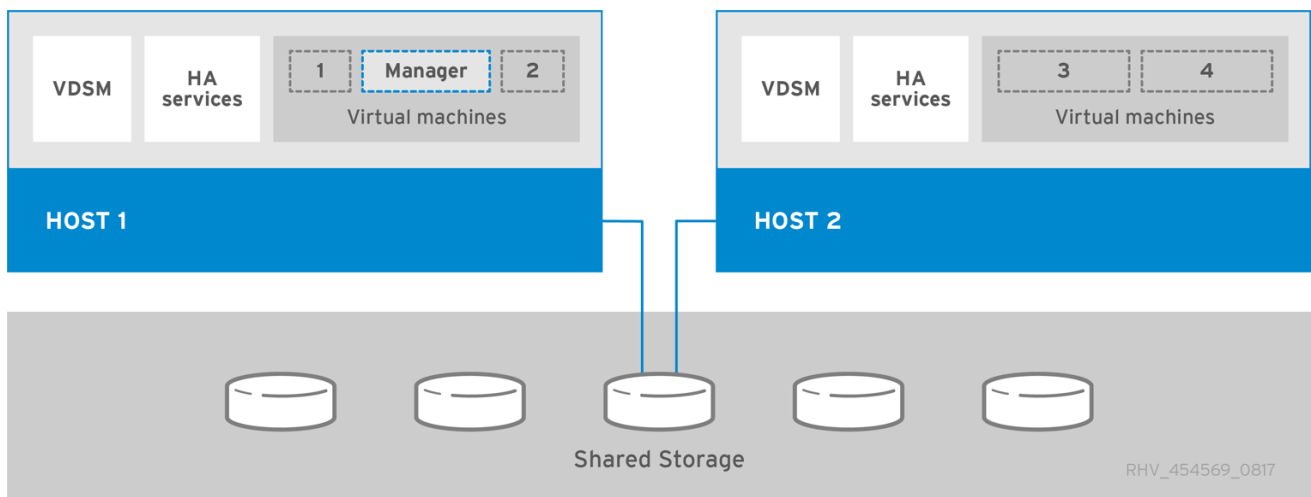 VDSM
HA
services
1
Manager
2
Virtual machines
HOST 1
VDSM
HA
services
3
4
Virtual machines
HOST 2
Shared Storage
RHV_454569_0817